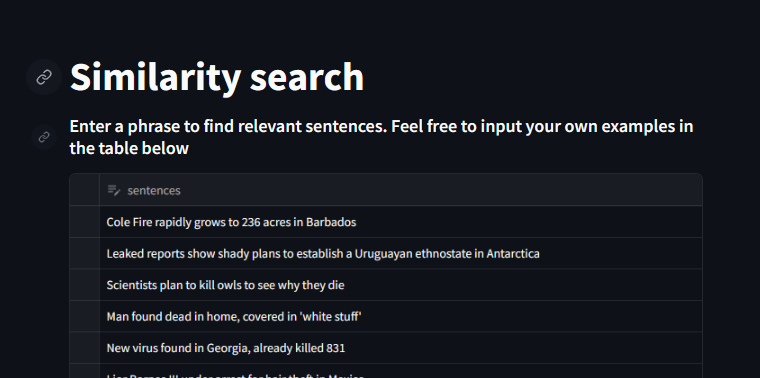 Similarity search
Enter a phrase to find relevant sentences. Feel free to input your own examples in
the table below
sentences
Cole Fire rapidly grows to 236 acres in Barbados
Leaked reports show shady plans to establish a Uruguayan ethnostate in Antarctica
Scientists plan to kill owls to see why they die
Man found dead in home, covered in 'white stuff'
New virus found in Georgia, already killed 831